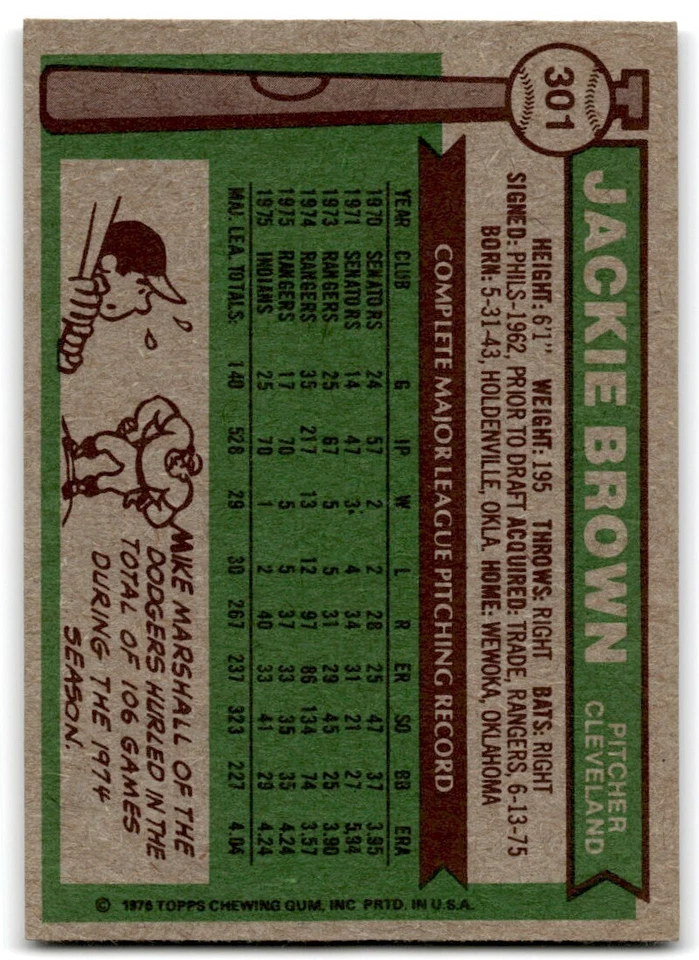 301
JACKIE BROWN
PITCHER
CLEVELAND
HEIGHT: 6'1" WEIGHT: 195 THROWS: RIGHT BATS: RIGHT
SIGNED: PHILS-1962, PRIOR TO DRAFT ACQUIRED: TRADE, RANGERS, 6-13-75
BORN: 5-31-43, HOLDENVILLE, OKLA. HOME: WEWOKA, OKLAHOMA
COMPLETE MAJOR LEAGUE PITCHING RECORD
YEAR CLUB G IP W L R ER SO BB ERA
1970 SENATORS 24 57 2 2 28 25 47 37 3.95
1971 SENATORS 14 47 3 4 34 31 21 27 5.94
1973 RANGERS 25 67 5 5 31 29 45 25 3.90
1974 RANGERS 35 217 13 12 97 86 134 74 3.57
1975 RANGERS 17 70 5 5 37 33 35 35 4.24
1975 INDIANS 25 70 1 2 40 33 41 29 4.24
MAJ. LEA. TOTALS: 140 528 29 30 267 237 323 227 4.04
MIKE MARSHALL OF THE
DODGERS HURLED IN THE
TOTAL OF 106 GAMES
DURING THE 1974
SEASON.
© 1976 TOPPS CHEWING GUM, INC PRTD. IN U.S.A.